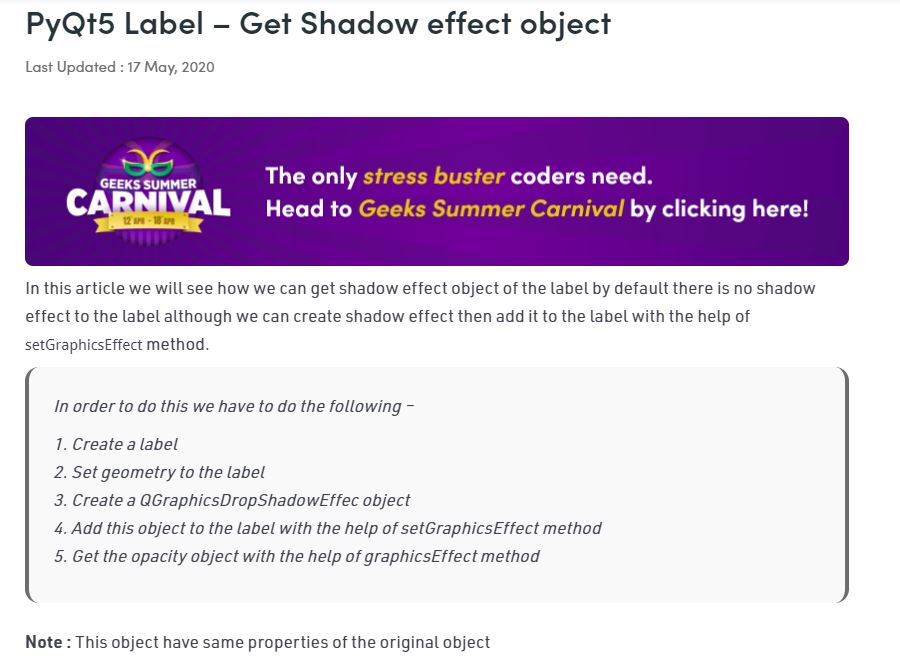 PyQt5 Label – Get Shadow effect object
Last Updated : 17 May, 2020
GEEKS SUMMER
CARNIVAL
12 APR - 18 APR
The only stress buster coders need.
Head to Geeks Summer Carnival by clicking here!
In this article we will see how we can get shadow effect object of the label by default there is no shadow
effect to the label although we can create shadow effect then add it to the label with the help of
setGraphicsEffect method.
In order to do this we have to do the following –
1. Create a label
2. Set geometry to the label
3. Create a QGraphicsDropShadowEffec object
4. Add this object to the label with the help of setGraphicsEffect method
5. Get the opacity object with the help of graphicsEffect method
Note : This object have same properties of the original object